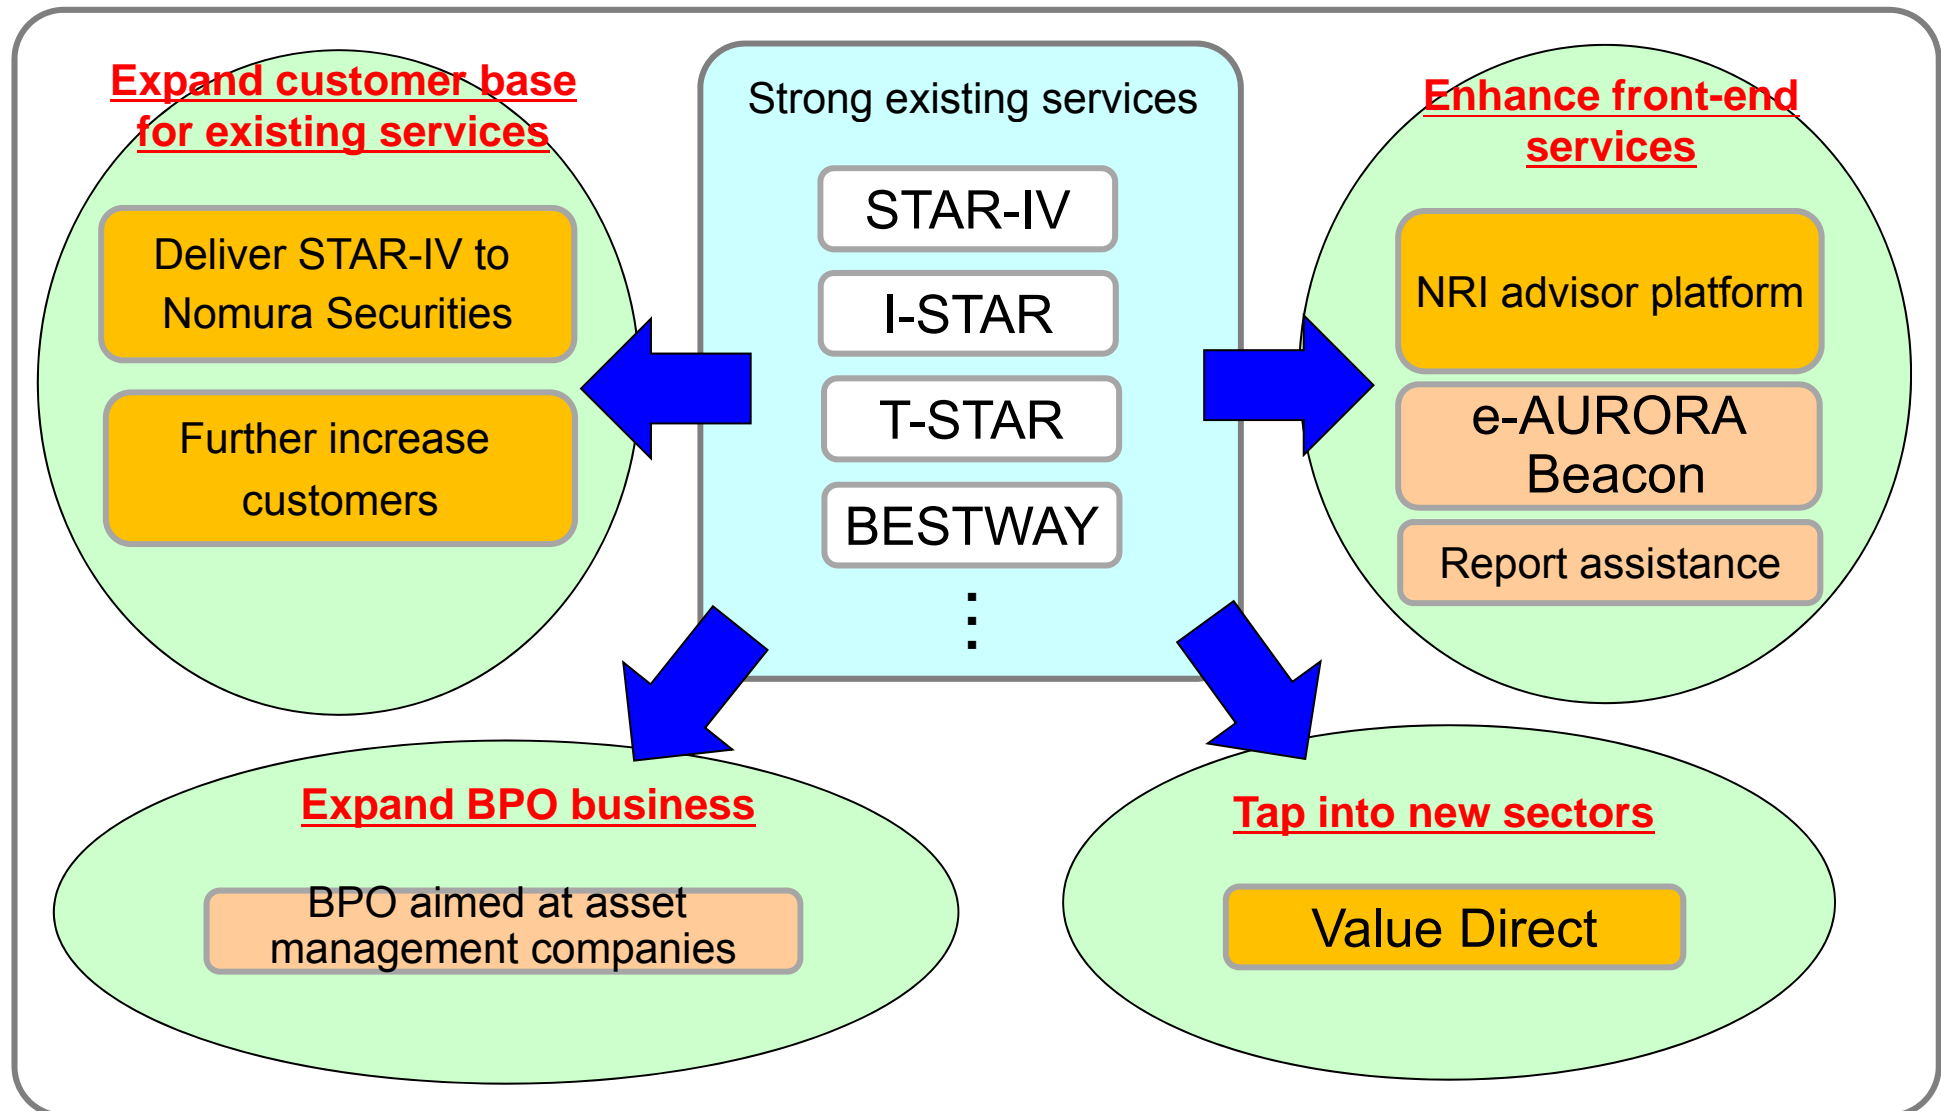 Expand customer base
for existing services
Deliver STAR-IV to
Nomura Securities
Further increase
customers
Strong existing services
STAR-IV
I-STAR
T-STAR
BESTWAY
⋮
Enhance front-end
services
NRI advisor platform
e-AURORA
Beacon
Report assistance
Expand BPO business
BPO aimed at asset
management companies
Tap into new sectors
Value Direct